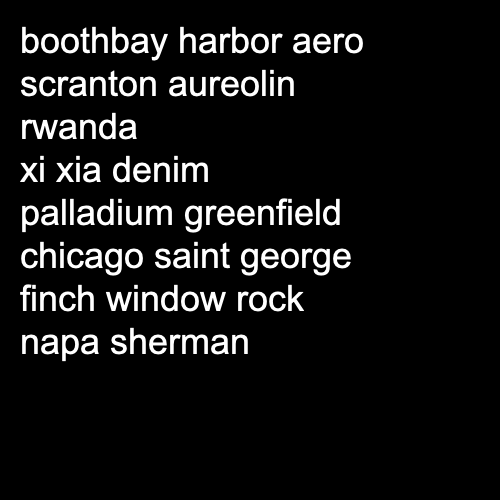 boothbay harbor aero
scranton aureolin
rwanda
xi xia denim
palladium greenfield
chicago saint george
finch window rock
napa sherman